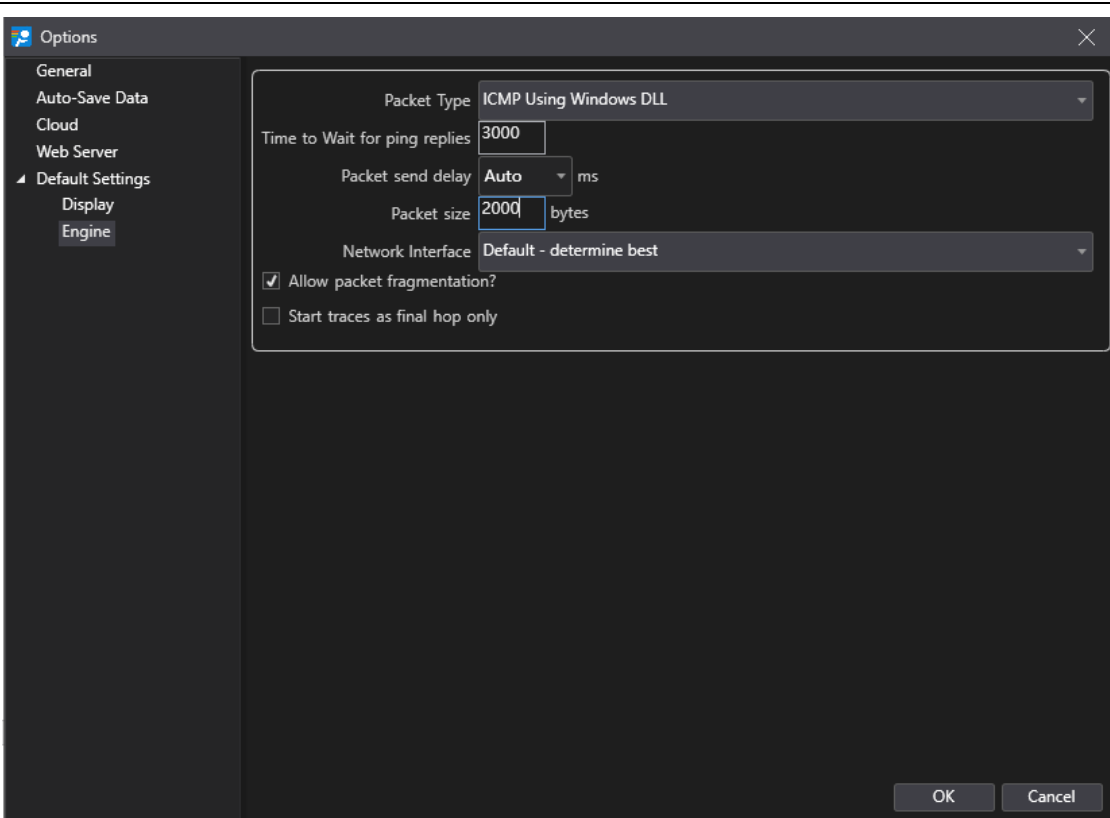 Options
General
Auto-Save Data
Cloud
Web Server
Default Settings
Display
Engine
Packet Type ICMP Using Windows DLL
Time to Wait for ping replies 3000
Packet send delay Auto ms
Packet size 2000 bytes
Network Interface Default - determine best
Allow packet fragmentation?
Start traces as final hop only
OK Cancel